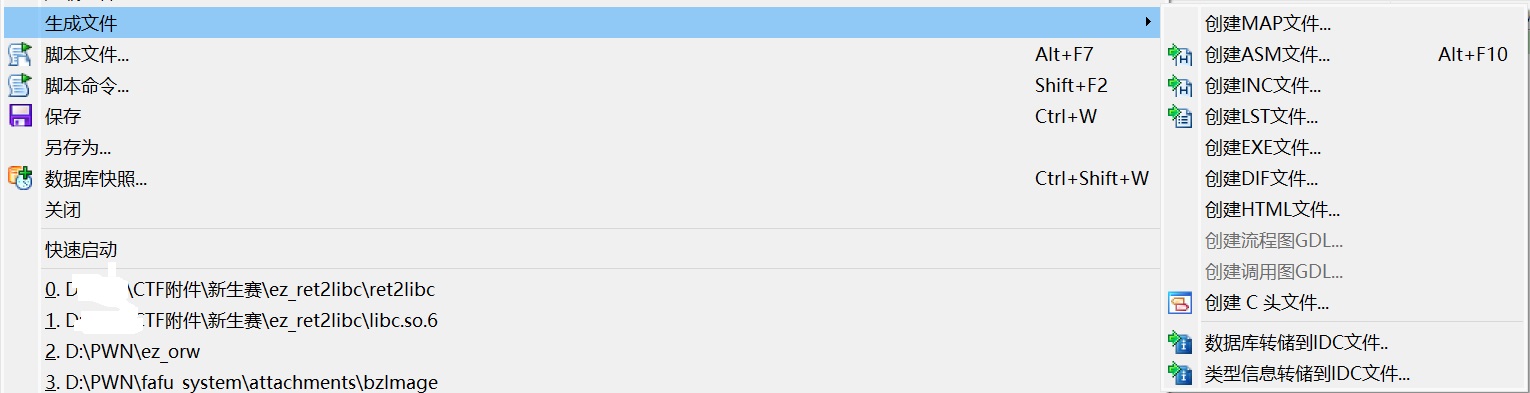 生成文件
脚本文件... Alt+F7
脚本命令... Shift+F2
保存 Ctrl+W
另存为...
数据库快照... Ctrl+Shift+W
关闭
快速启动
0. D \CTF附件\新生赛\ez_ret2libc\ret2libc
1. D: CTF附件\新生赛\ez_ret2libc\libc.so.6
2. D:\PWN\ez_orw
3. D:\PWN\fafu_system\attachments\bzImage
创建MAP文件...
创建ASM文件... Alt+F10
创建INC文件...
创建LST文件...
创建EXE文件...
创建DIF文件...
创建HTML文件...
创建流程图GDL...
创建调用图GDL...
创建 C 头文件...
数据库转储到IDC文件..
类型信息转储到IDC文件...